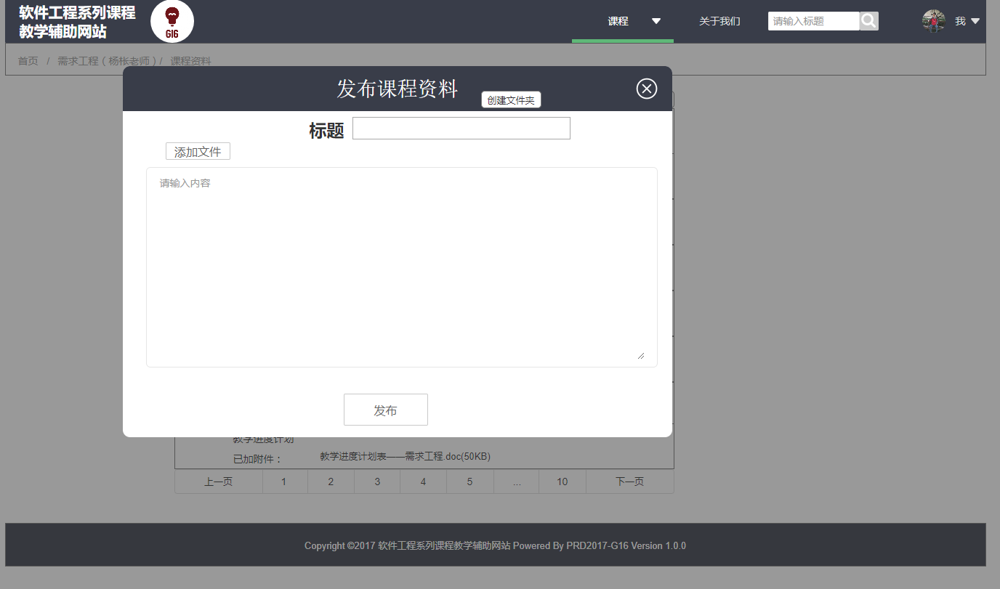 软件工程系列课程
教学辅助网站
G16
课程
关于我们
请输入标题
我
首页 / 需求工程（杨枨老师）/ 课程资料
发布课程资料
创建文件夹
标题
添加文件
请输入内容
发布
教学进度计划
已加附件：
教学进度计划表——需求工程.doc(50KB)
上一页 1 2 3 4 5 ... 10 下一页
Copyright ©2017 软件工程系列课程教学辅助网站 Powered By PRD2017-G16 Version 1.0.0